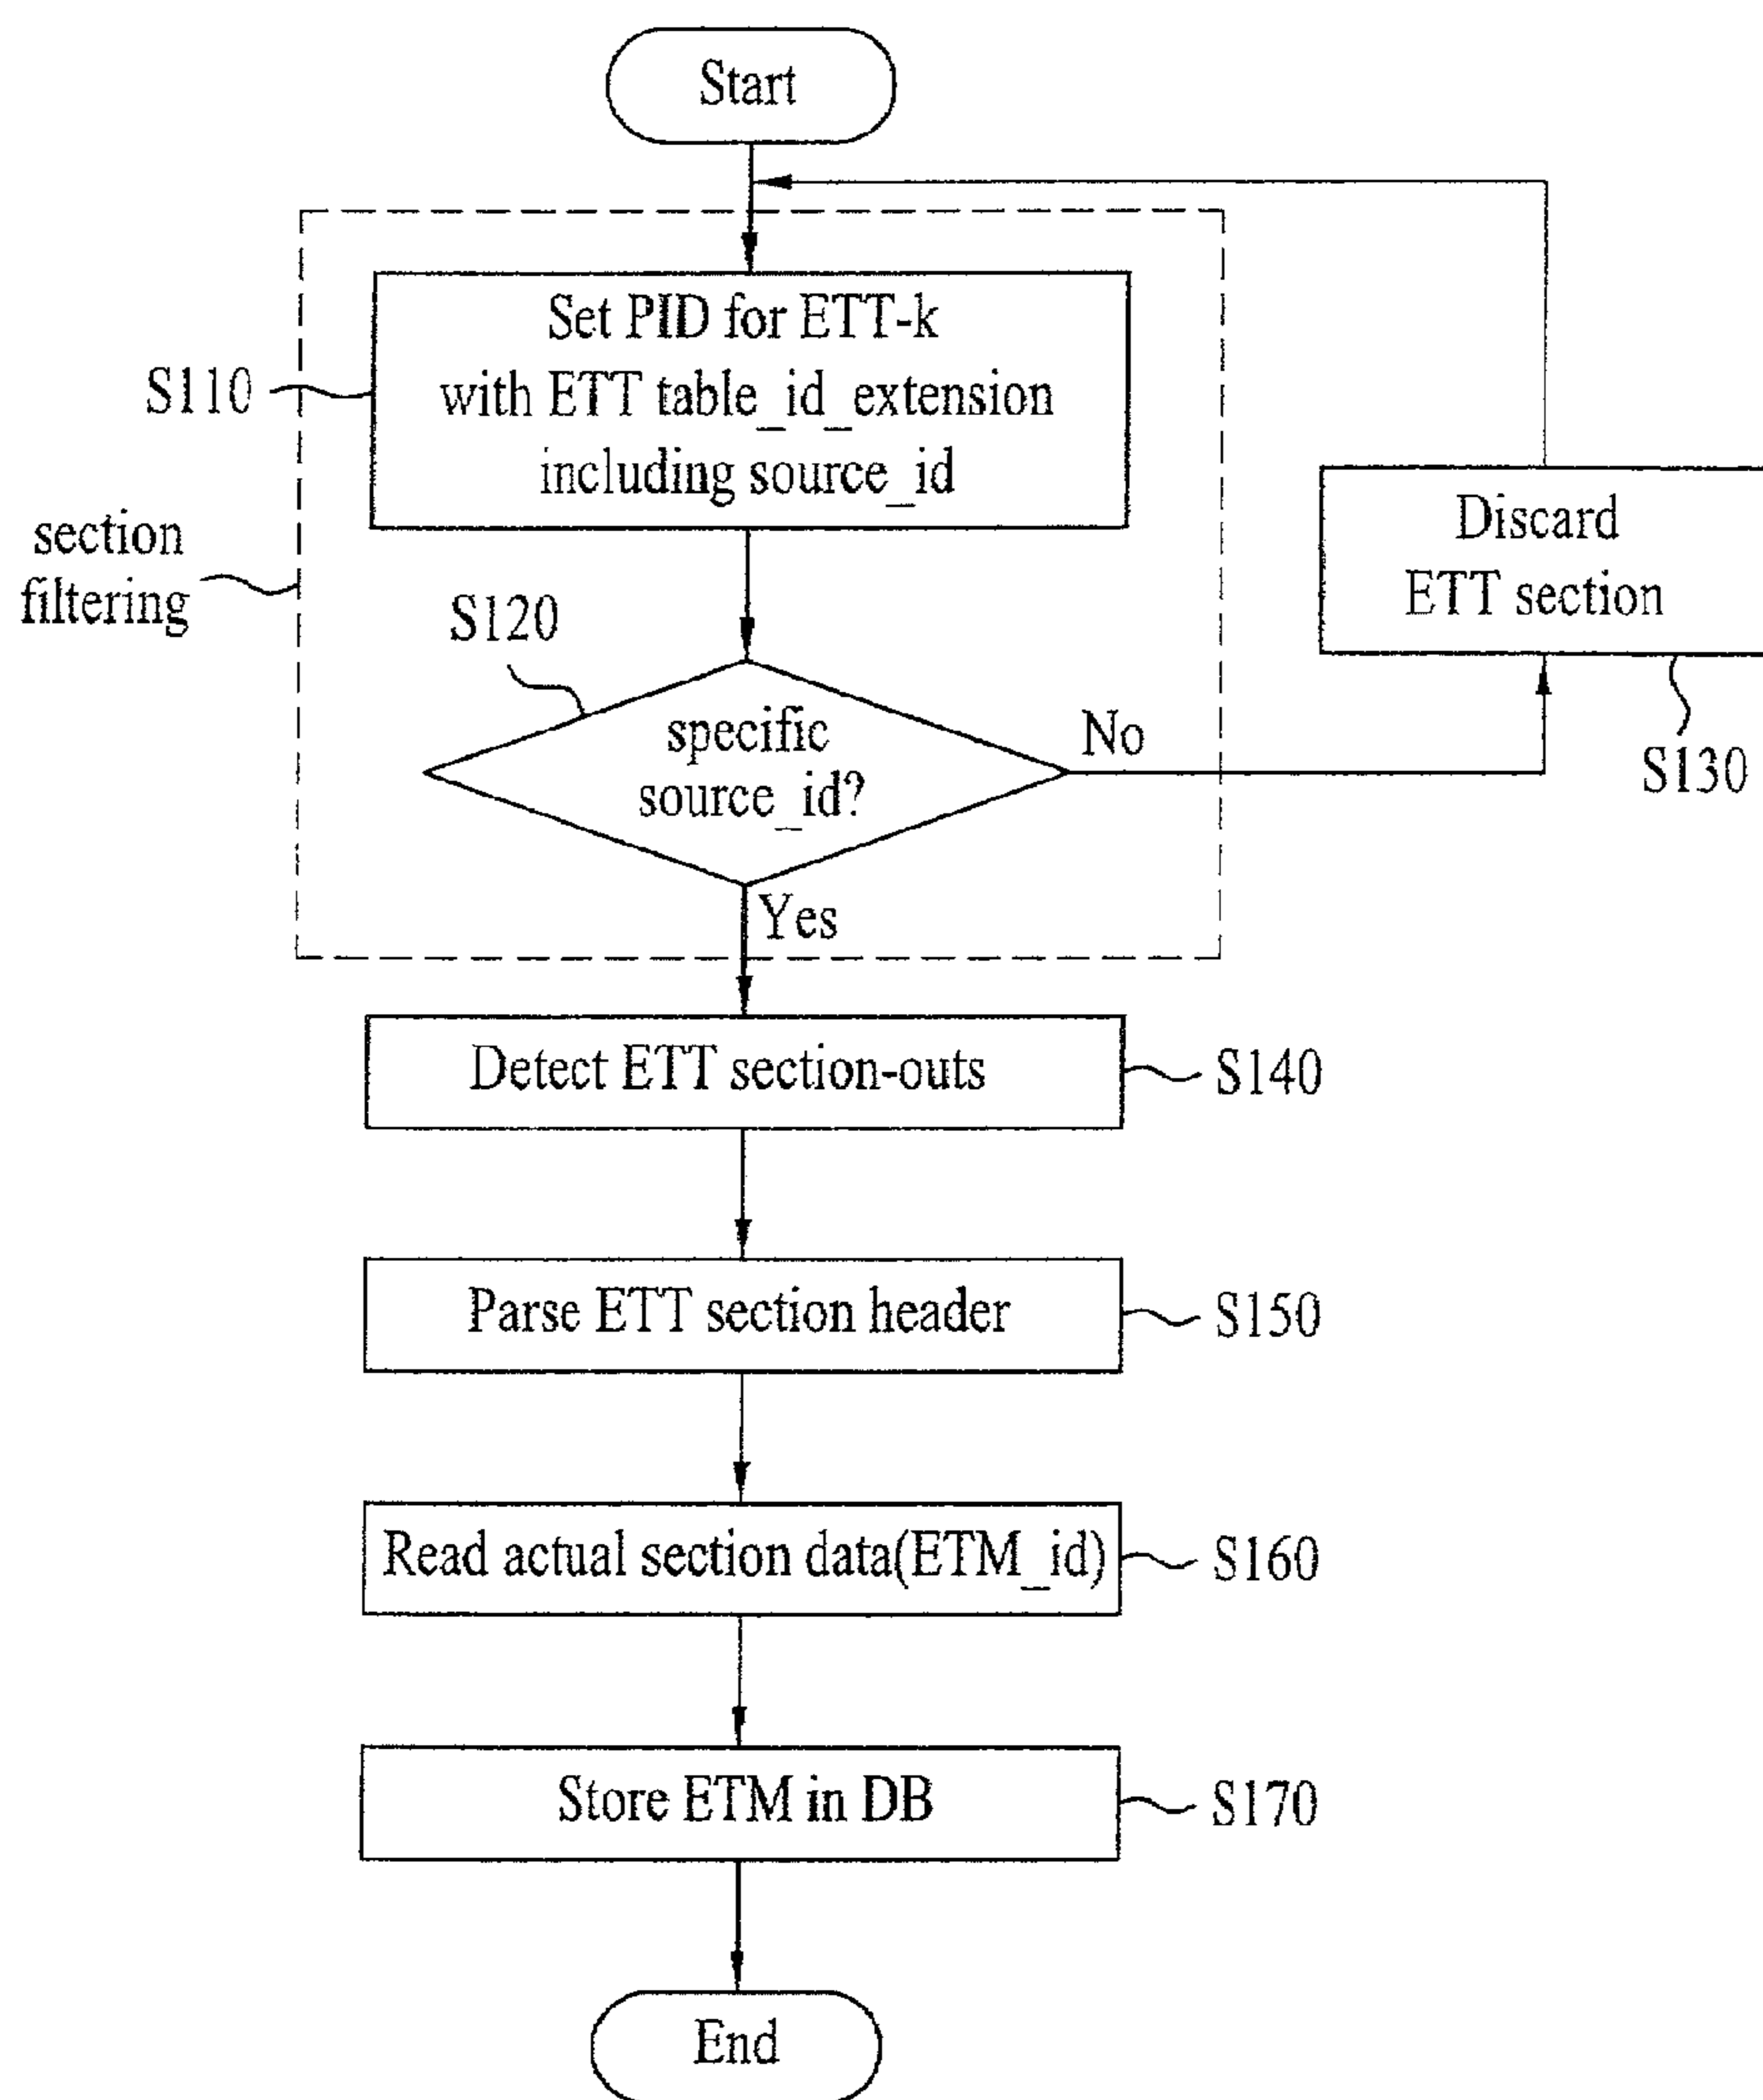 Start
Set PID for ETT-k
with ETT table_id_extension
including source_id
S110
section
filtering
S120
specific
source_id?
No
Yes
Discard
ETT section
S130
Detect ETT section-outs
S140
Parse ETT section header
S150
Read actual section data(ETM_id)
S160
Store ETM in DB
S170
End